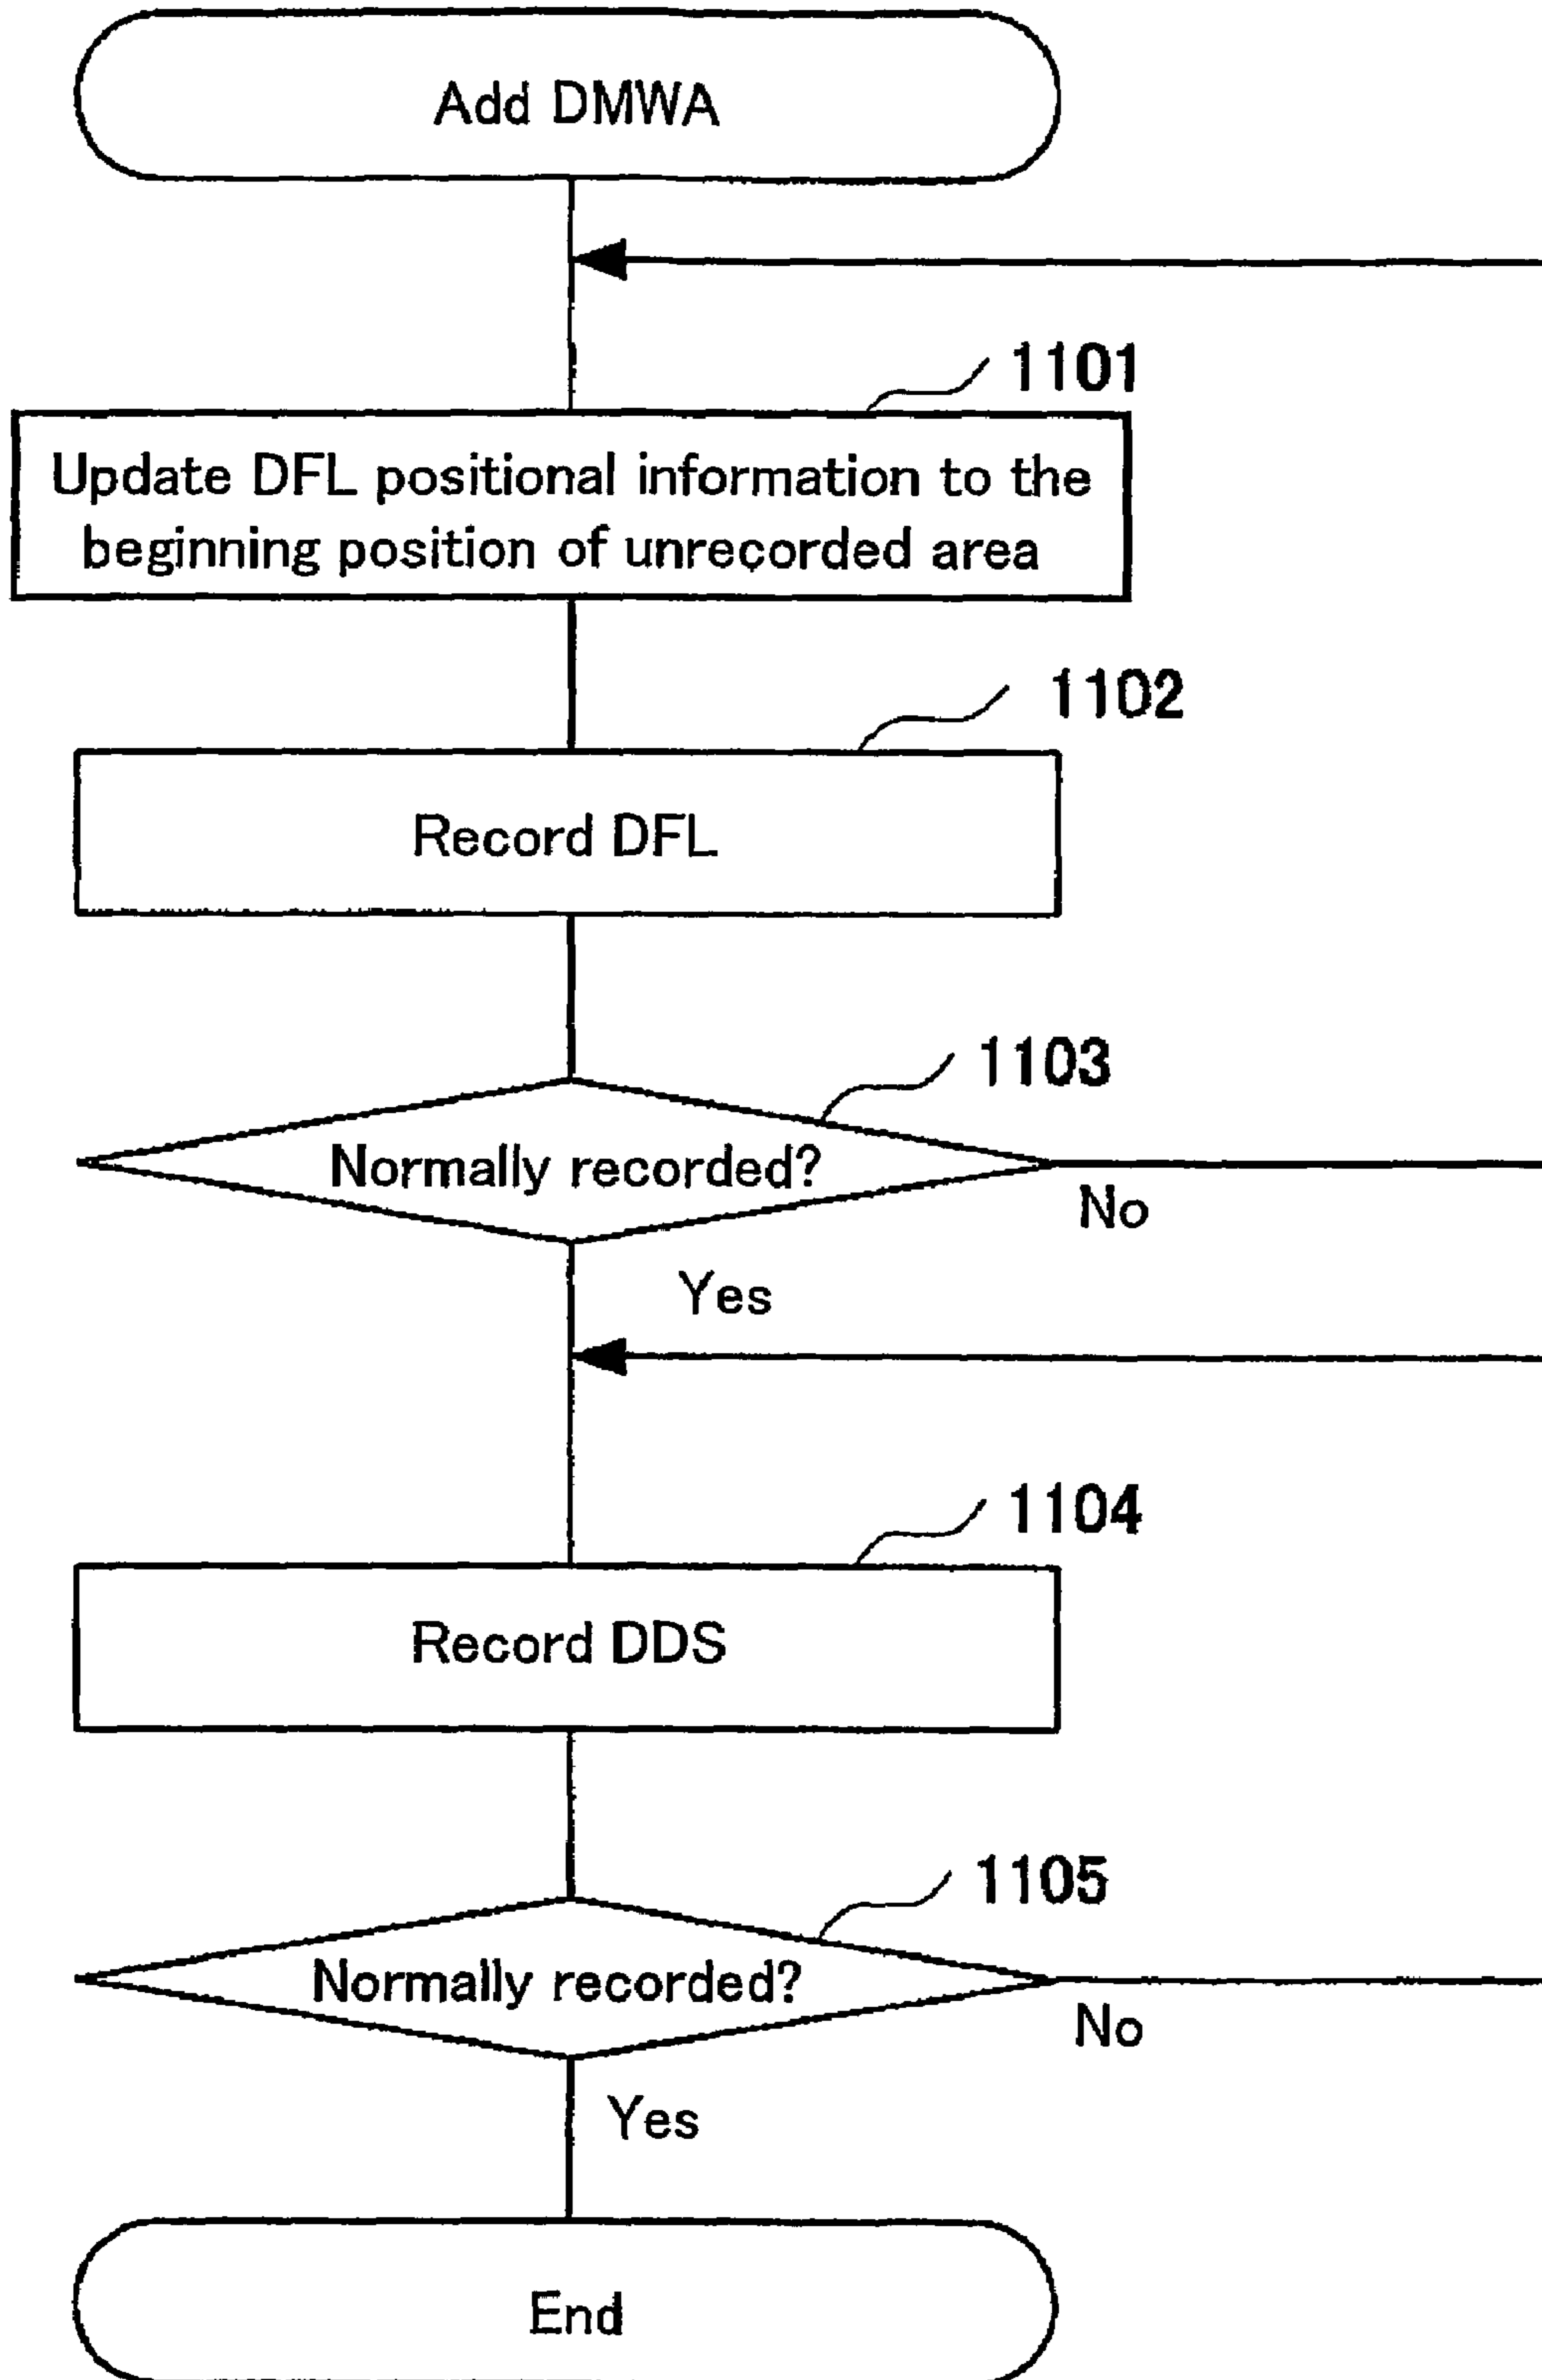 Add DMWA
1101
Update DFL positional information to the
beginning position of unrecorded area
1102
Record DFL
1103
Normally recorded?
No
Yes
1104
Record DDS
1105
Normally recorded?
No
Yes
End